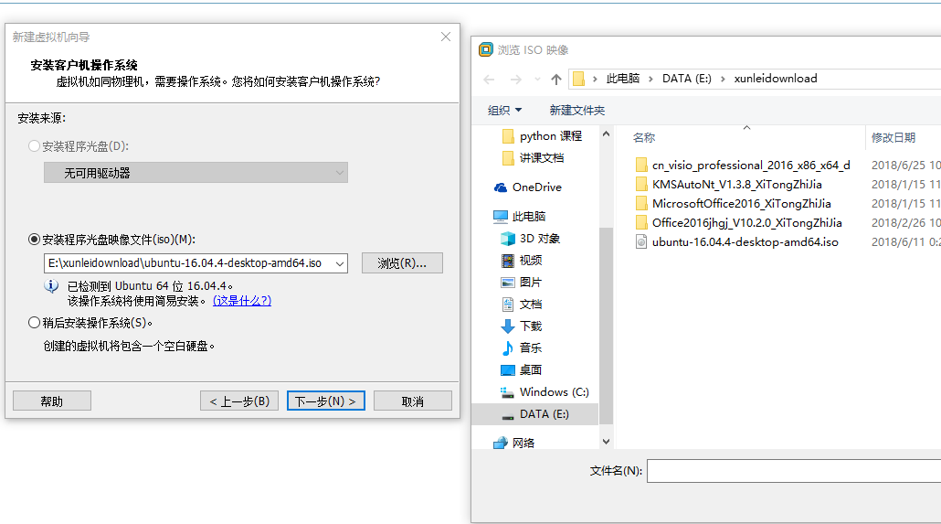 新建虚拟机向导
安装客户机操作系统
虚拟机如同物理机，需要操作系统。您将如何安装客户机操作系统?
安装来源:
安装程序光盘(D):
无可用驱动器
安装程序光盘映像文件(iso)(M):
E:\xunleidownload\ubuntu-16.04.4-desktop-amd64.iso
浏览(R)...
已检测到 Ubuntu 64 位 16.04.4。
该操作系统将使用简易安装。(这是什么?)
稍后安装操作系统(S)。
创建的虚拟机将包含一个空白硬盘。
帮助
< 上一步(B)
下一步(N) >
取消
浏览 ISO 映像
此电脑 › DATA (E:) › xunleidownload
组织
新建文件夹
python 课程
讲课文档
OneDrive
此电脑
3D 对象
视频
图片
文档
下载
音乐
桌面
Windows (C:)
DATA (E:)
网络
名称 修改日期
cn_visio_professional_2016_x86_x64_d 2018/6/25 10
KMSAutoNt_V1.3.8_XiTongZhiJia 2018/1/15 11
MicrosoftOffice2016_XiTongZhiJia 2018/1/15 11
Office2016jhgj_V10.2.0_XiTongZhiJia 2018/2/26 10
ubuntu-16.04.4-desktop-amd64.iso 2018/6/11 0:2
文件名(N):